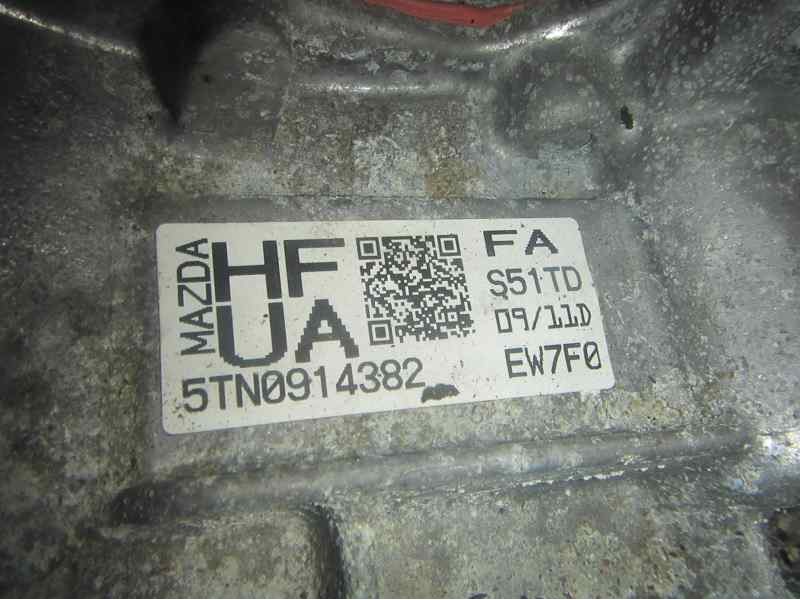 MAZDA
HF
UA
5TN0914382
FA
S51TD
09/11D
EW7F0